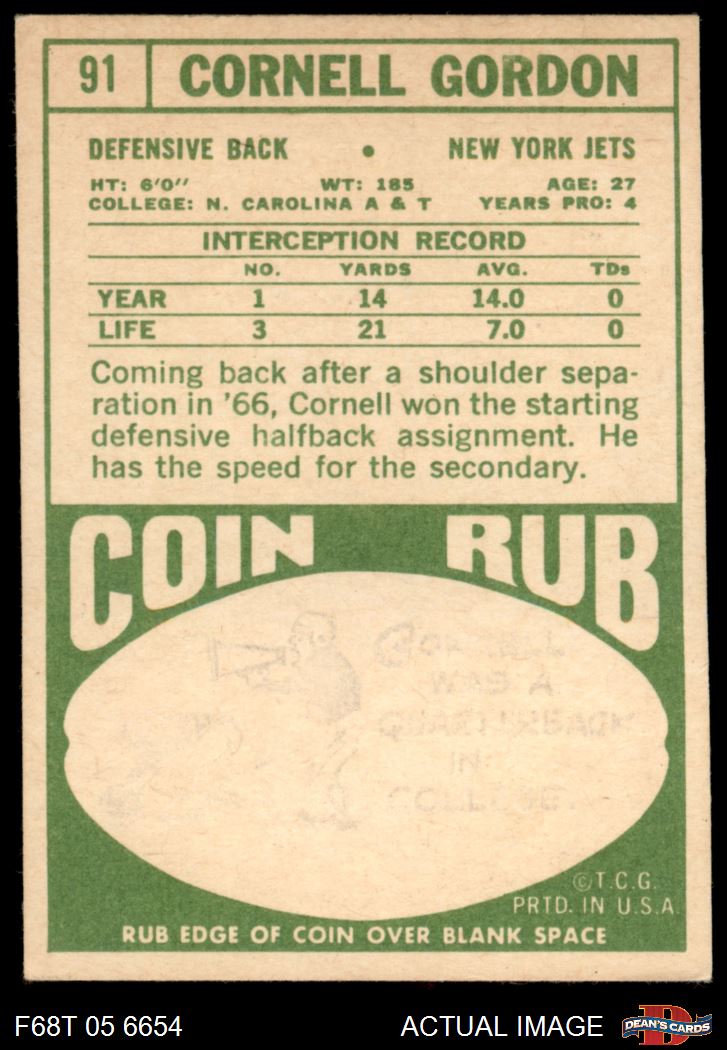 91 CORNELL GORDON
DEFENSIVE BACK • NEW YORK JETS
HT: 6'0" WT: 185 AGE: 27
COLLEGE: N. CAROLINA A & T YEARS PRO: 4
INTERCEPTION RECORD
NO. YARDS AVG. TDs
YEAR 1 14 14.0 0
LIFE 3 21 7.0 0
Coming back after a shoulder sepa-
ration in '66, Cornell won the starting
defensive halfback assignment. He
has the speed for the secondary.
COIN RUB
WAS A
QUARTERBACK
IN
COLLEGE.
©T.C.G.
PRTD. IN U.S.A.
RUB EDGE OF COIN OVER BLANK SPACE
F68T 05 6654 ACTUAL IMAGE
DEAN'S CARDS